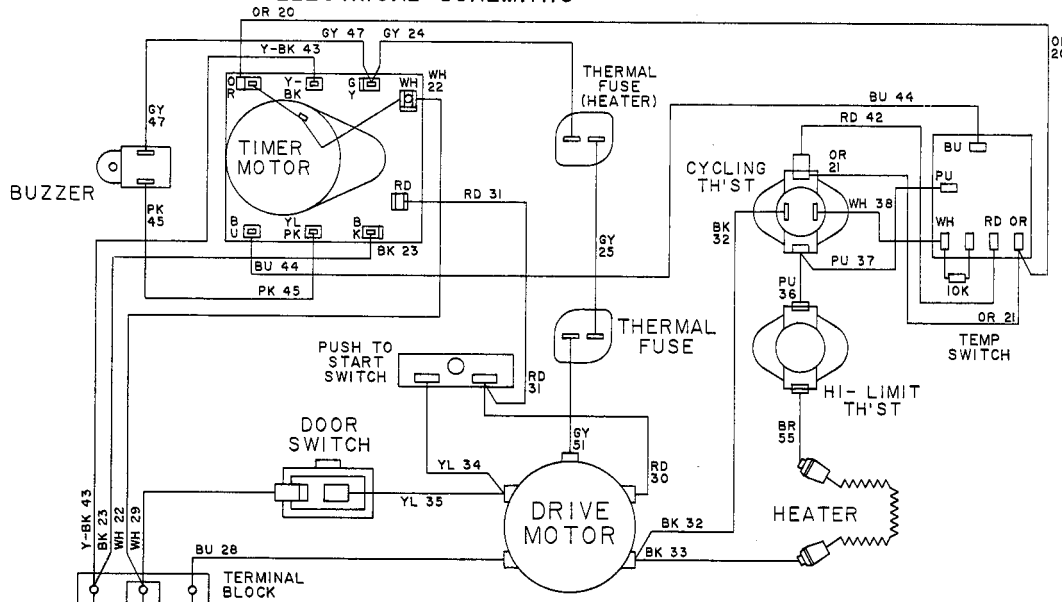 OR 20
GY 47
GY 24
Y-BK 43
OR
Y-
BK
G
Y
WH
WH
22
THERMAL
FUSE
(HEATER)
BU 44
RD 42
GY
47
TIMER
MOTOR
BUZZER
CYCLING
TH'ST
OR
21
BU
PU
RD
RD 31
PK
45
BK
32
WH 38
WH
RD
OR
BU
YL
PK
BK
BK 23
GY
25
BU 44
PU 37
10K
PK 45
PU
36
OR 21
TEMP
SWITCH
THERMAL
FUSE
PUSH TO
START
SWITCH
RD
31
HI- LIMIT
TH'ST
DOOR
SWITCH
GY
51
BR
55
YL 34
RD
30
YL 35
DRIVE
MOTOR
BK 32
HEATER
Y-BK 43
BK 23
WH 22
WH 29
BU 28
BK 33
TERMINAL
BLOCK